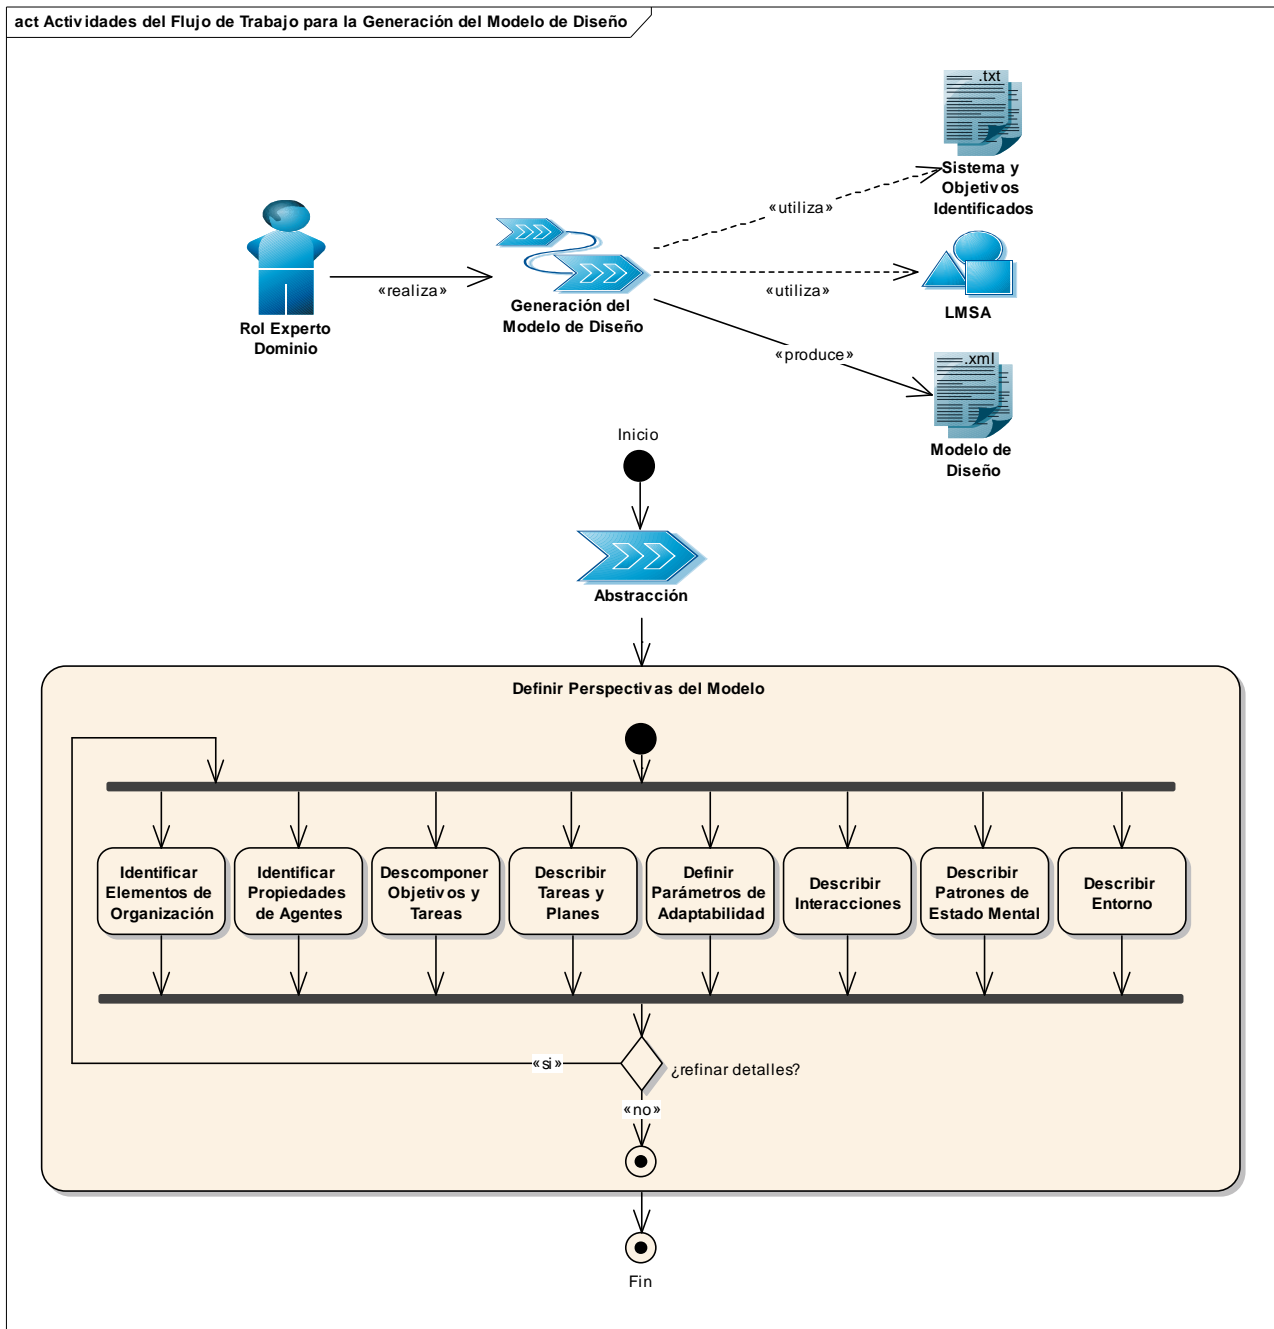 act Actividades del Flujo de Trabajo para la Generación del Modelo de Diseño
.txt
Sistema y
Objetivos
Identificados
«utiliza»
«realiza»
«utiliza»
Generación del
Modelo de Diseño
LMSA
Rol Experto
Dominio
«produce»
.xml
Modelo de
Diseño
Inicio
Abstracción
Definir Perspectivas del Modelo
Identificar
Elementos de
Organización
Identificar
Propiedades
de Agentes
Descomponer
Objetivos y
Tareas
Describir
Tareas y
Planes
Definir
Parámetros de
Adaptabilidad
Describir
Interacciones
Describir
Patrones de
Estado Mental
Describir
Entorno
«si»
¿refinar detalles?
«no»
Fin